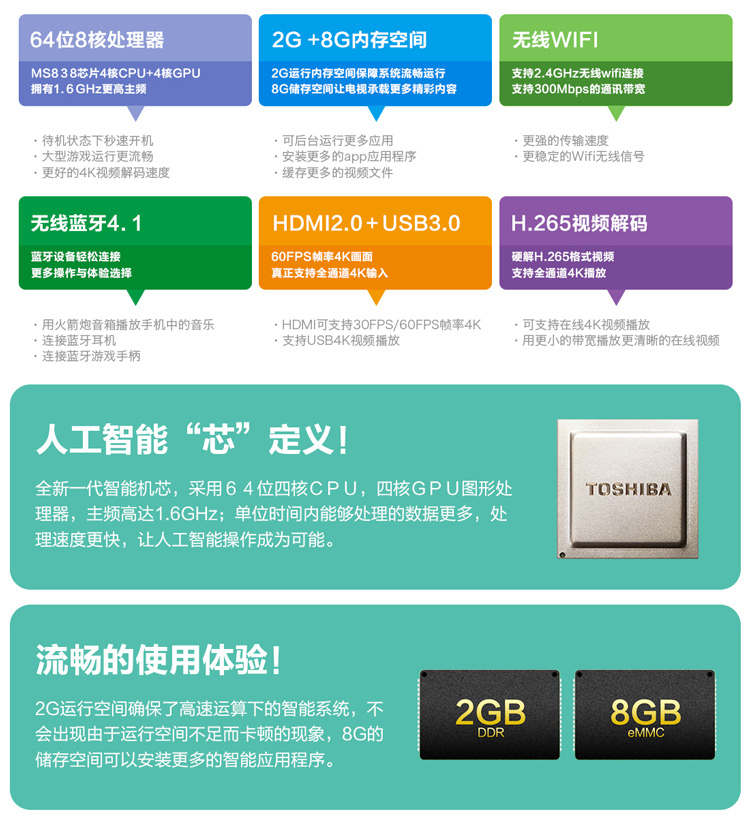 64位8核处理器
MS838芯片4核CPU+4核GPU
拥有1.6GHz更高主频
· 待机状态下秒速开机
· 大型游戏运行更流畅
· 更好的4K视频解码速度
2G +8G内存空间
2G运行内存空间保障系统流畅运行
8G储存空间让电视承载更多精彩内容
· 可后台运行更多应用
· 安装更多的app应用程序
· 缓存更多的视频文件
无线WIFI
支持2.4GHz无线wifi连接
支持300Mbps的通讯带宽
· 更强的传输速度
· 更稳定的Wifi无线信号
无线蓝牙4. 1
蓝牙设备轻松连接
更多操作与体验选择
· 用火箭炮音箱播放手机中的音乐
· 连接蓝牙耳机
· 连接蓝牙游戏手柄
HDMI2.0+USB3.0
60FPS帧率4K画面
真正支持全通道4K输入
· HDMI可支持30FPS/60FPS帧率4K
· 支持USB4K视频播放
H.265视频解码
硬解H.265格式视频
支持全通道4K播放
· 可支持在线4K视频播放
· 用更小的带宽播放更清晰的在线视频
人工智能“芯”定义！
全新一代智能机芯，采用64位四核CPU，四核GPU图形处
理器，主频高达1.6GHz；单位时间内能够处理的数据更多，处
理速度更快，让人工智能操作成为可能。
TOSHIBA
流畅的使用体验！
2G运行空间确保了高速运算下的智能系统，不
会出现由于运行空间不足而卡顿的现象，8G的
储存空间可以安装更多的智能应用程序。
2GB
DDR
8GB
eMMC